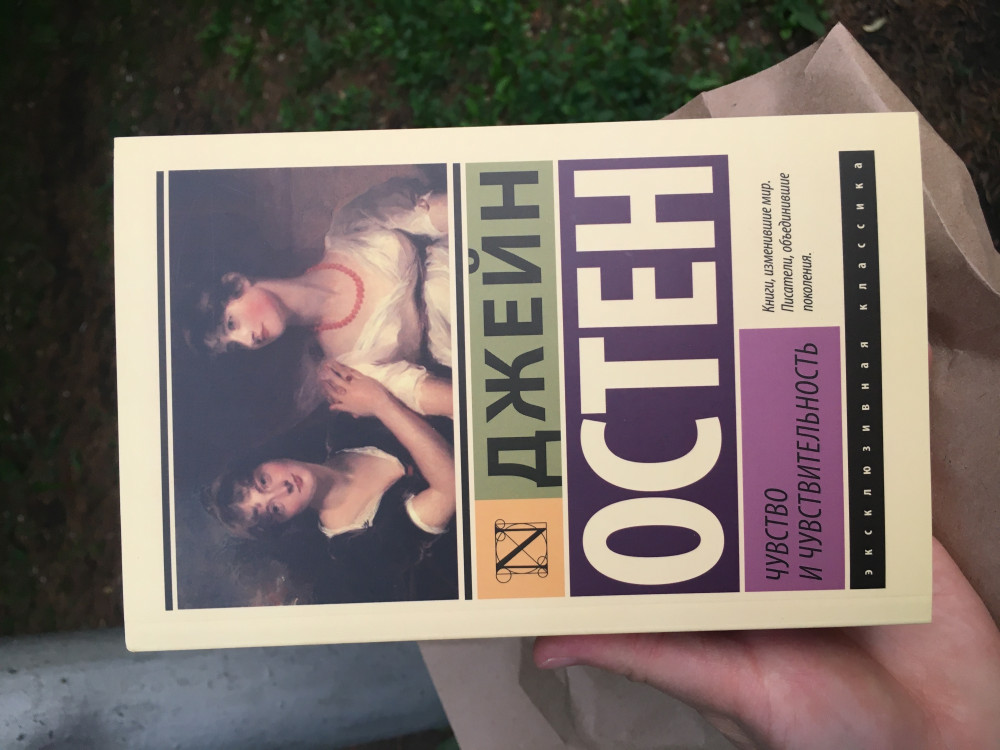 ДЖЕЙН
ОСТЕН
ЧУВСТВО
И ЧУВСТВИТЕЛЬНОСТЬ
Книги, изменившие мир.
Писатели, объединившие
поколения.
эксклюзивная классика